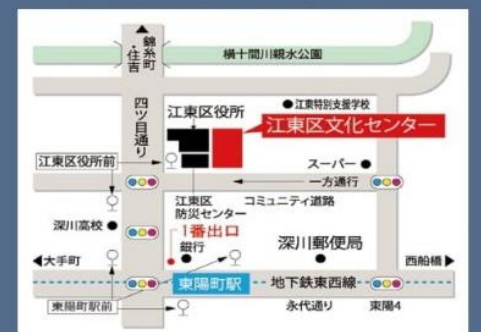 錦糸町・住吉
横十間川親水公園
四ツ目通り
江東区役所
江東特別支援学校
江東区文化センター
江東区役所前
スーパー
一方通行
江東区
防災センター
コミュニティ道路
深川高校
1番出口
銀行
深川郵便局
大手町
西船橋
東陽町駅
地下鉄東西線
東陽町駅前
永代通り
東陽4